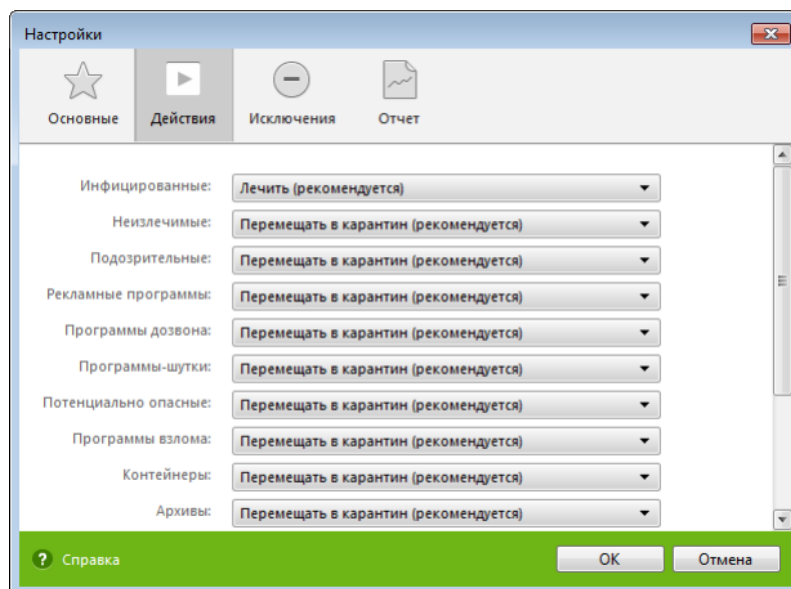 Настройки
Основные Действия Исключения Отчет
Инфицированные: Лечить (рекомендуется)
Неизлечимые: Перемещать в карантин (рекомендуется)
Подозрительные: Перемещать в карантин (рекомендуется)
Рекламные программы: Перемещать в карантин (рекомендуется)
Программы дозвона: Перемещать в карантин (рекомендуется)
Программы-шутки: Перемещать в карантин (рекомендуется)
Потенциально опасные: Перемещать в карантин (рекомендуется)
Программы взлома: Перемещать в карантин (рекомендуется)
Контейнеры: Перемещать в карантин (рекомендуется)
Архивы: Перемещать в карантин (рекомендуется)
? Справка OK Отмена